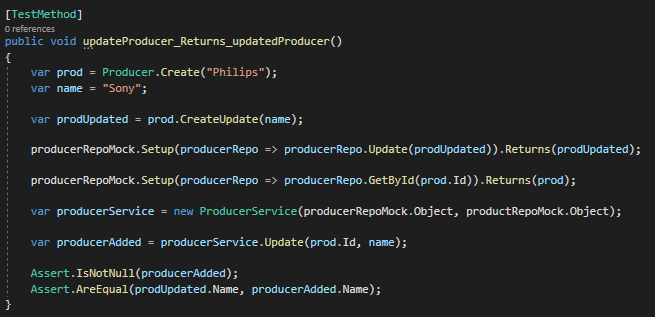 [TestMethod]
0 references
public void updateProducer_Returns_updatedProducer()
{
var prod = Producer.Create("Philips");
var name = "Sony";
var prodUpdated = prod.CreateUpdate(name);
producerRepoMock.Setup(producerRepo => producerRepo.Update(prodUpdated)).Returns(prodUpdated);
producerRepoMock.Setup(producerRepo => producerRepo.GetById(prod.Id)).Returns(prod);
var producerService = new ProducerService(producerRepoMock.Object, productRepoMock.Object);
var producerAdded = producerService.Update(prod.Id, name);
Assert.IsNotNull(producerAdded);
Assert.AreEqual(prodUpdated.Name, producerAdded.Name);
}